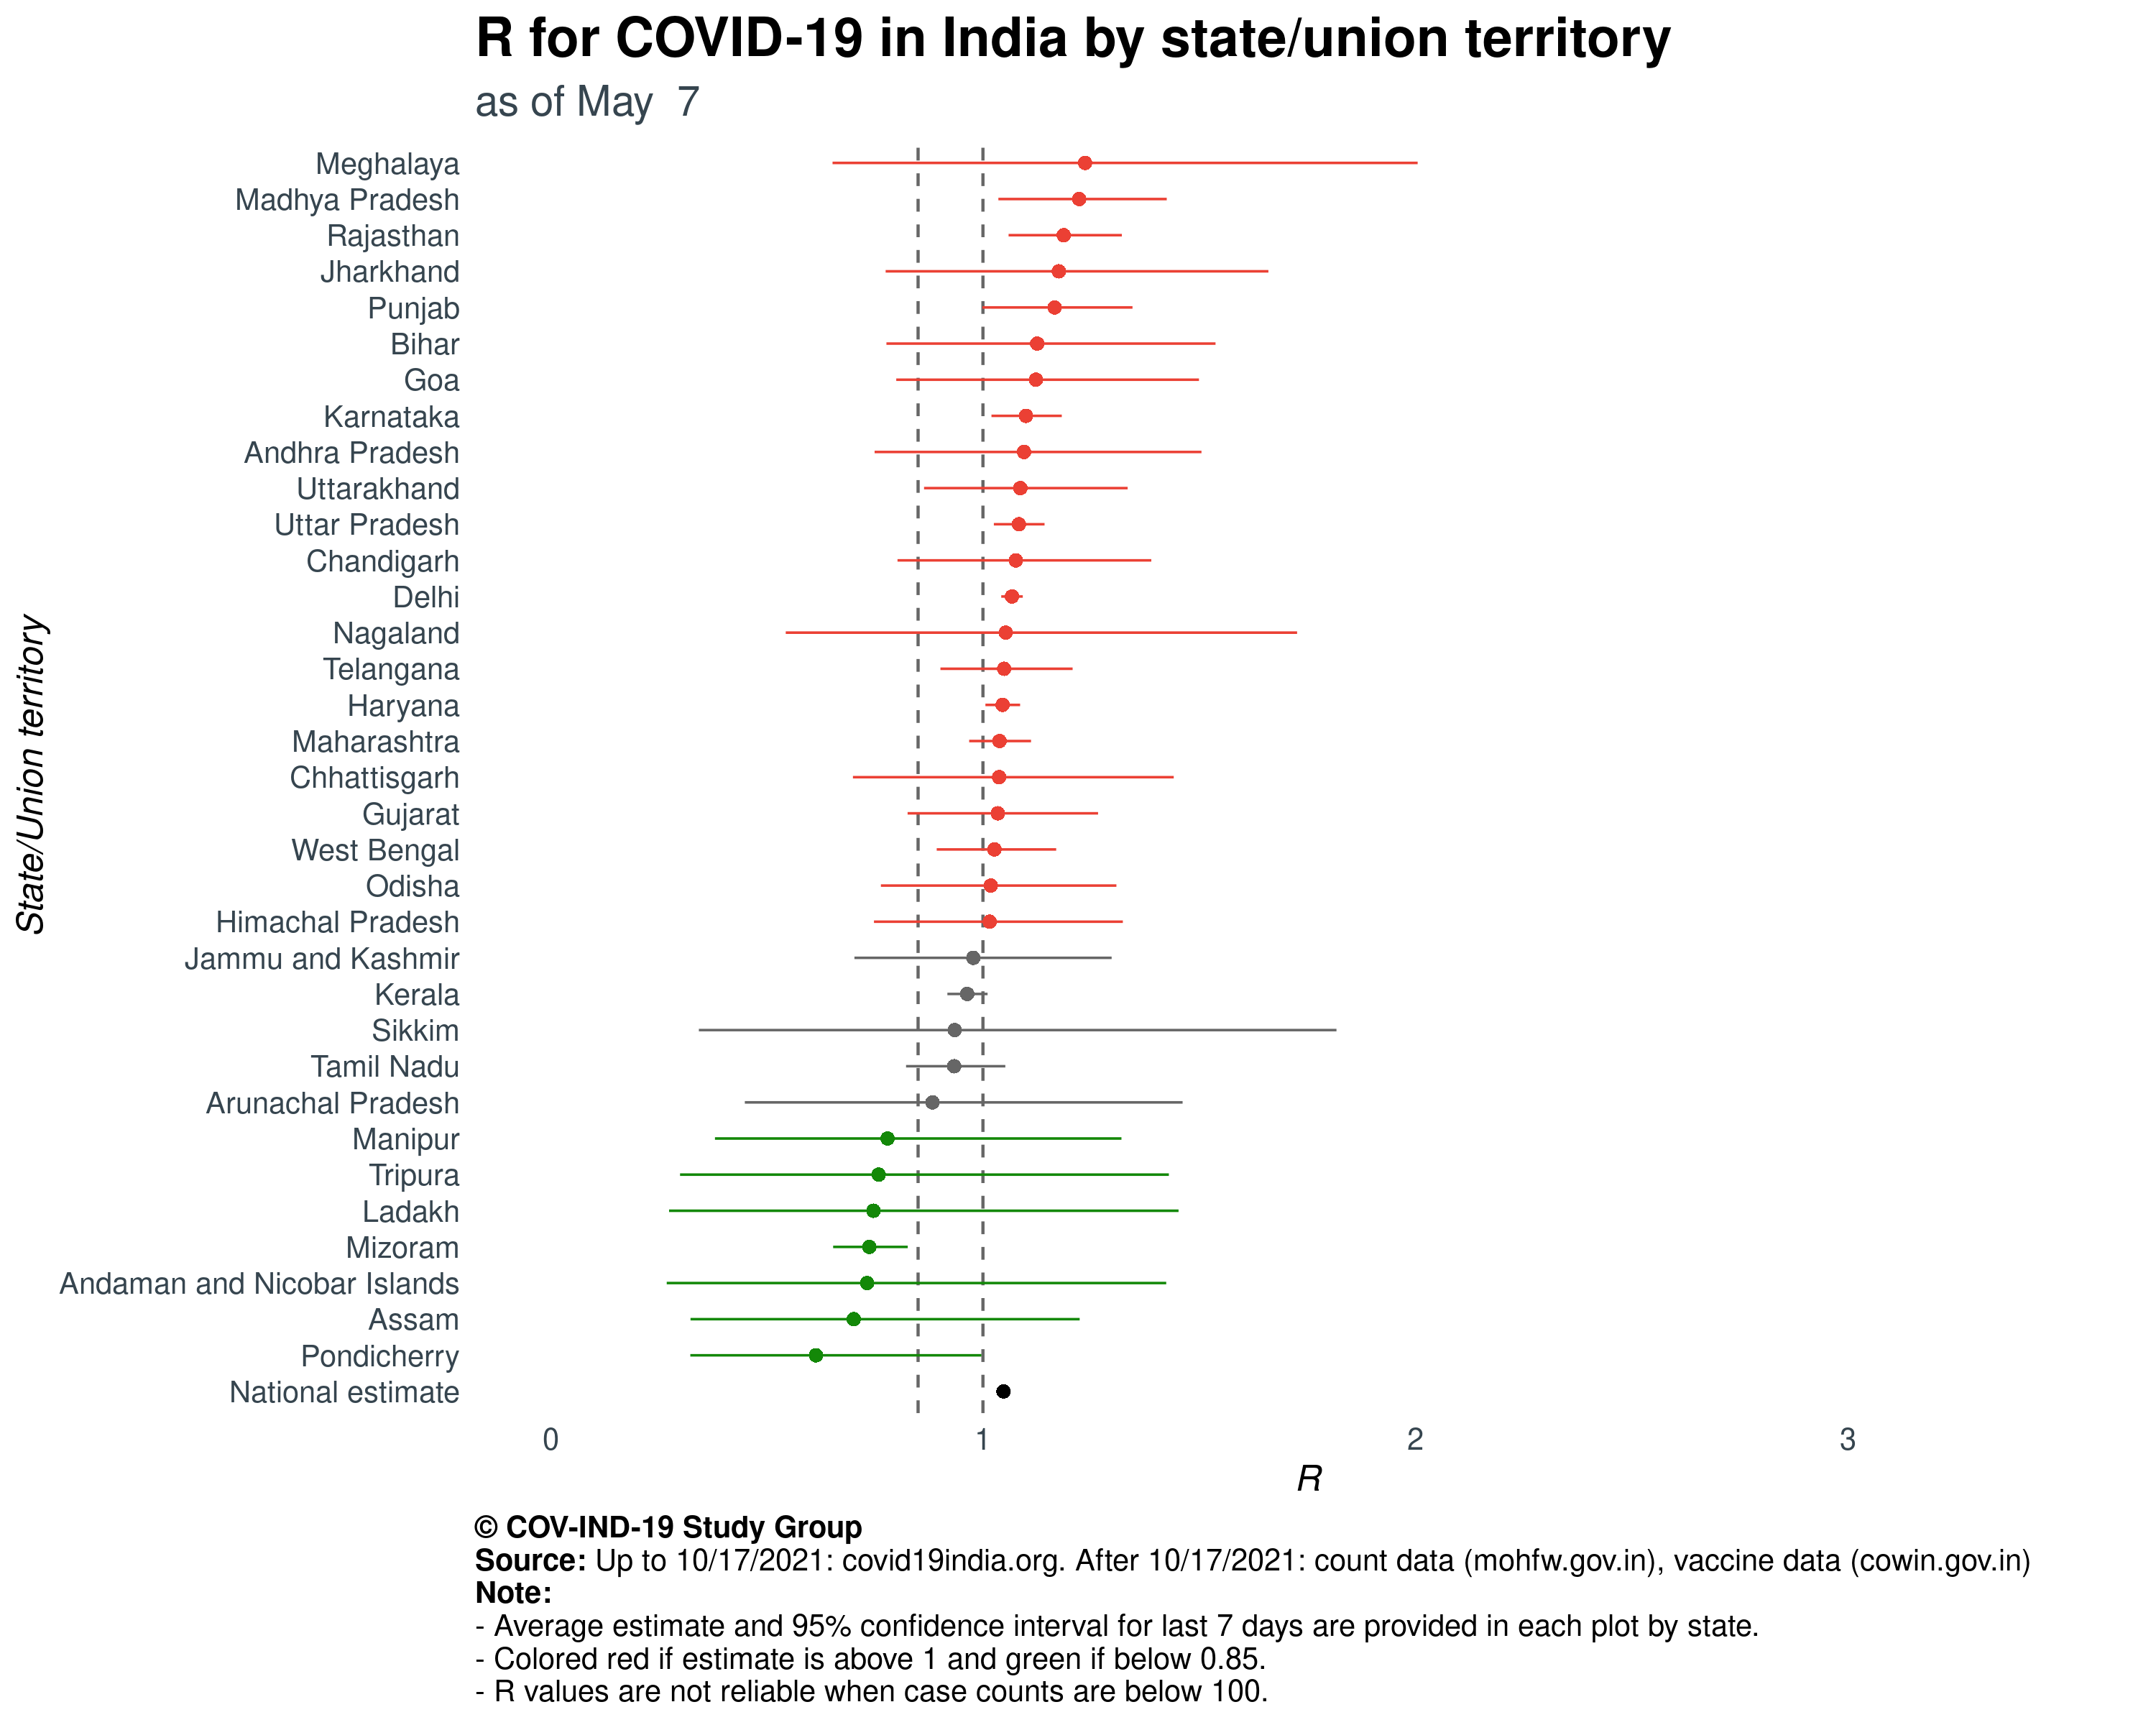 R for COVID-19 in India by state/union territory
as of May  7
State/Union territory
Meghalaya
Madhya Pradesh
Rajasthan
Jharkhand
Punjab
Bihar
Goa
Karnataka
Andhra Pradesh
Uttarakhand
Uttar Pradesh
Chandigarh
Delhi
Nagaland
Telangana
Haryana
Maharashtra
Chhattisgarh
Gujarat
West Bengal
Odisha
Himachal Pradesh
Jammu and Kashmir
Kerala
Sikkim
Tamil Nadu
Arunachal Pradesh
Manipur
Tripura
Ladakh
Mizoram
Andaman and Nicobar Islands
Assam
Pondicherry
National estimate
0 1 2 3
R
© COV-IND-19 Study Group
Source: Up to 10/17/2021: covid19india.org. After 10/17/2021: count data (mohfw.gov.in), vaccine data (cowin.gov.in)
Note:
- Average estimate and 95% confidence interval for last 7 days are provided in each plot by state.
- Colored red if estimate is above 1 and green if below 0.85.
- R values are not reliable when case counts are below 100.